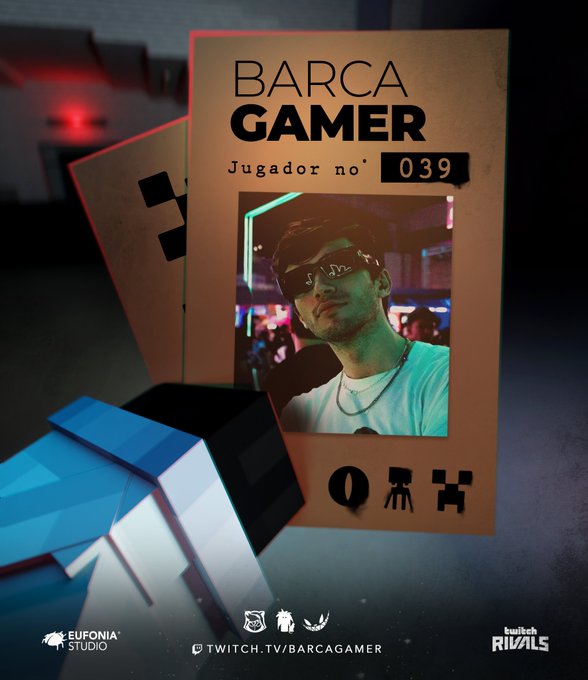 BARCA
GAMER
Jugador no° 039
EUFONIA®
STUDIO
TWITCH.TV/BARCAGAMER
twitch
RIVALS